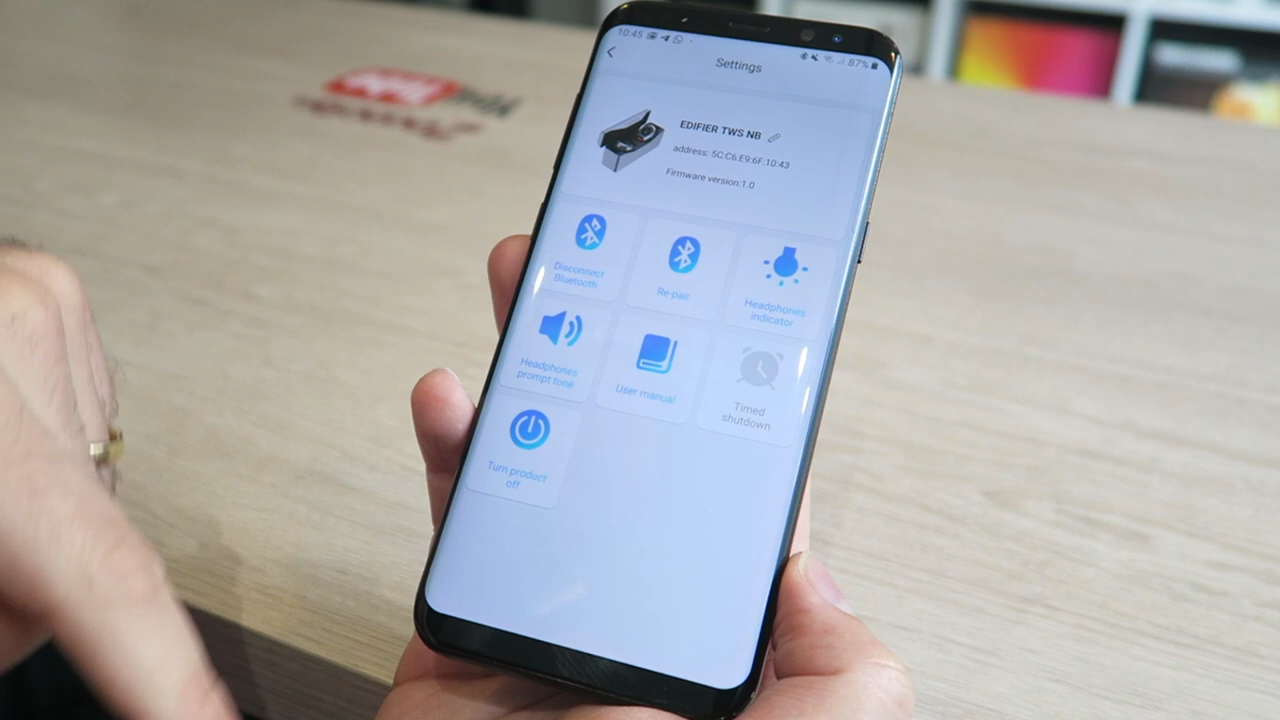 10:45
87%
Settings
EDIFIER TWS NB
address: 5C:C6:E9:6F:10:43
Firmware version:1.0
Disconnect
Bluetooth
Re-pair
Headphones
indicator
Headphones
prompt tone
User manual
Timed
shutdown
Turn product
off